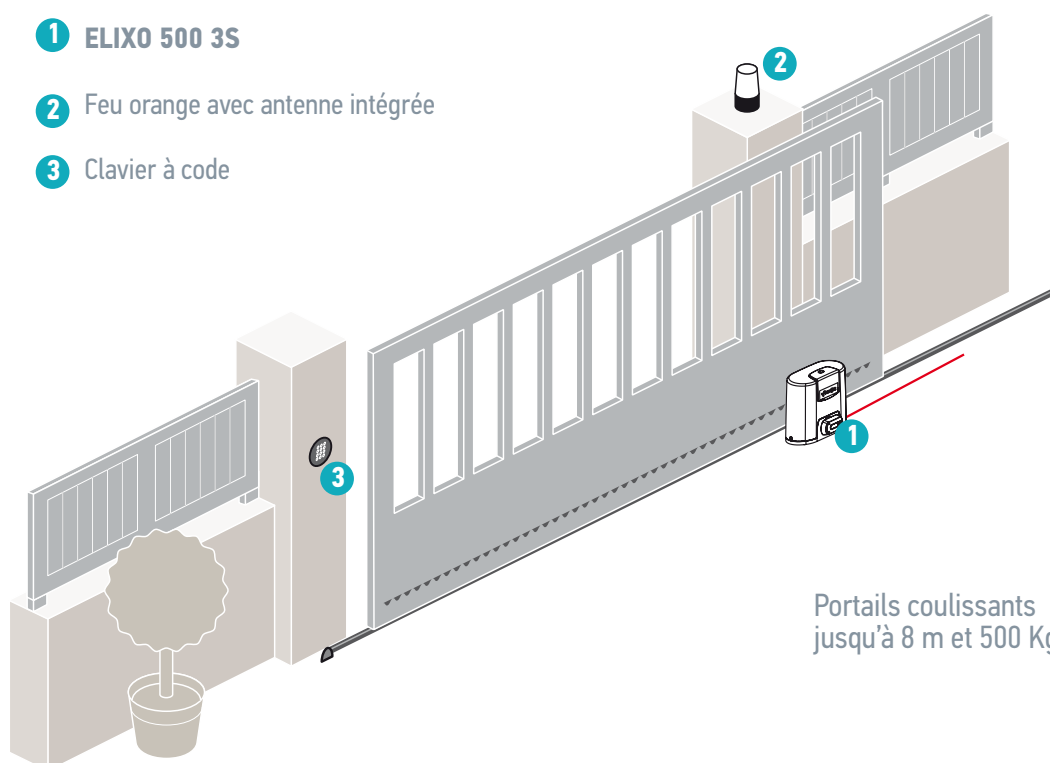 1 ELIXO 500 3S
2 Feu orange avec antenne intégrée
3 Clavier à code
2
3
1
Portails coulissants
jusqu'à 8 m et 500 Kg